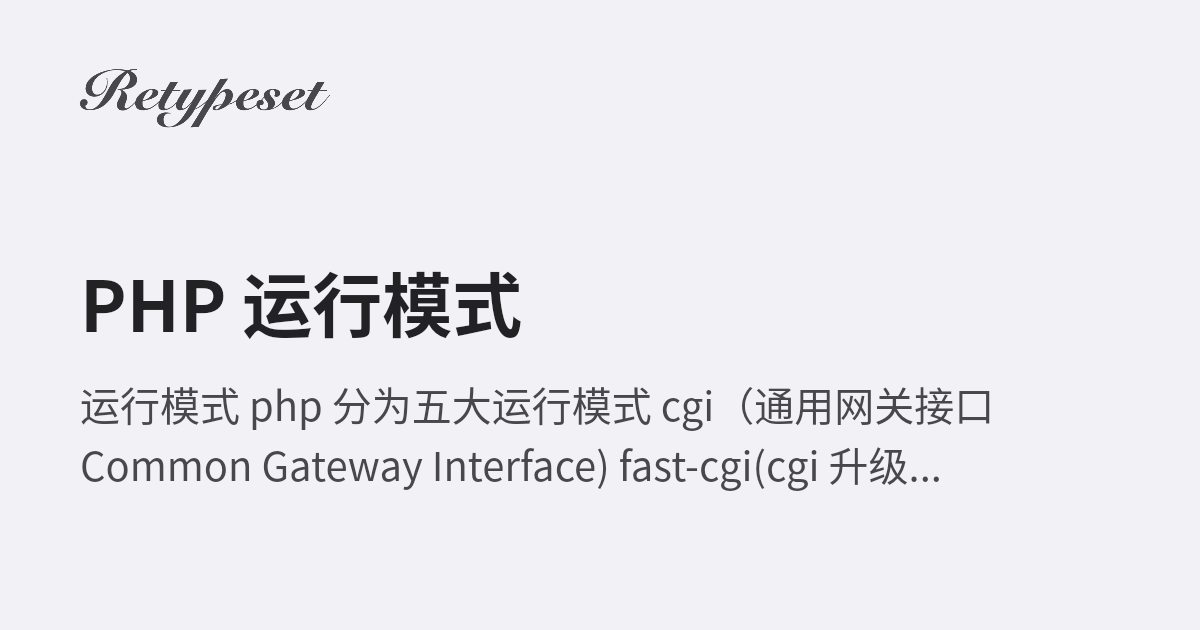 Retypeset
PHP 运行模式
运行模式 php 分为五大运行模式 cgi（通用网关接口
Common Gateway Interface) fast-cgi(cgi 升级...